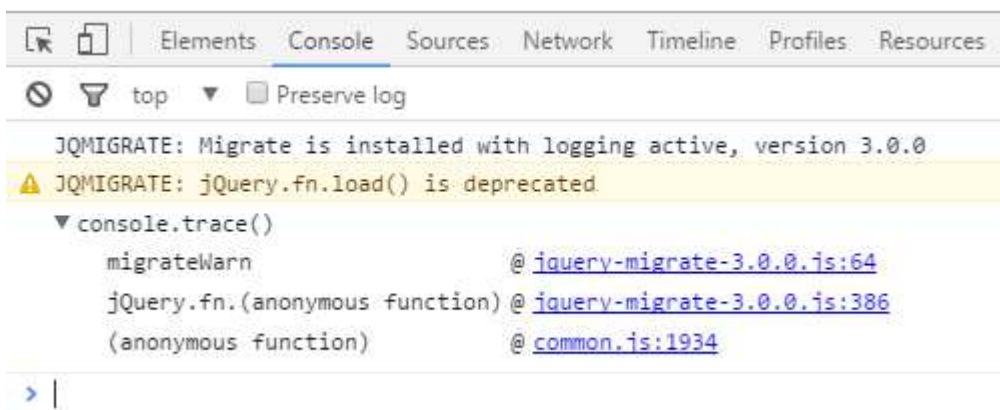 Elements Console Sources Network Timeline Profiles Resources
top ▼ Preserve log
JQMIGRATE: Migrate is installed with logging active, version 3.0.0
JQMIGRATE: jQuery.fn.load() is deprecated
▼ console.trace()
migrateWarn @ jquery-migrate-3.0.0.js:64
jQuery.fn.(anonymous function) @ jquery-migrate-3.0.0.js:386
(anonymous function) @ common.js:1934
>